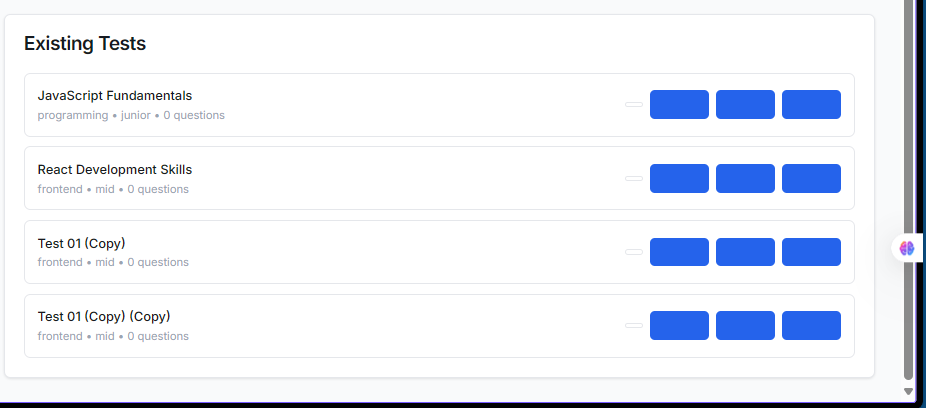 Existing Tests
JavaScript Fundamentals
programming • junior • 0 questions
React Development Skills
frontend • mid • 0 questions
Test 01 (Copy)
frontend • mid • 0 questions
Test 01 (Copy) (Copy)
frontend • mid • 0 questions